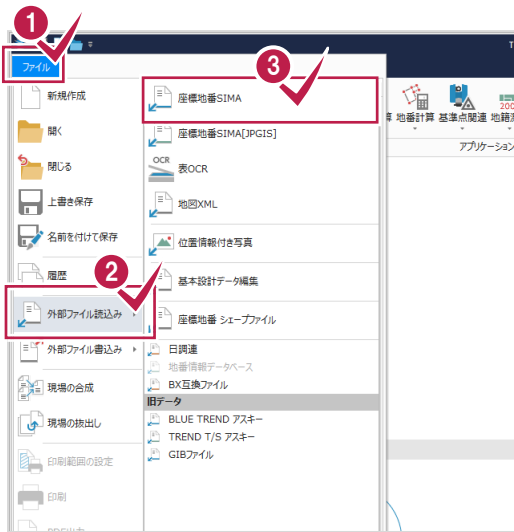 1
T
ファイル
3
新規作成
開く
閉じる
上書き保存
名前を付けて保存
履歴
2
外部ファイル読込み
外部ファイル書込み
現場の合成
現場の抜出し
印刷範囲の設定
印刷
座標地番SIMA
座標地番SIMA[JPGIS]
OCR
表OCR
地図XML
位置情報付き写真
基本設計データ編集
座標地番 シェープファイル
日調連
地番情報データベース
BX互換ファイル
旧データ
BLUE TREND アスキー
TREND T/S アスキー
GIBファイル
算 地番計算 基準点関連 地籍測
200
アプリケーション